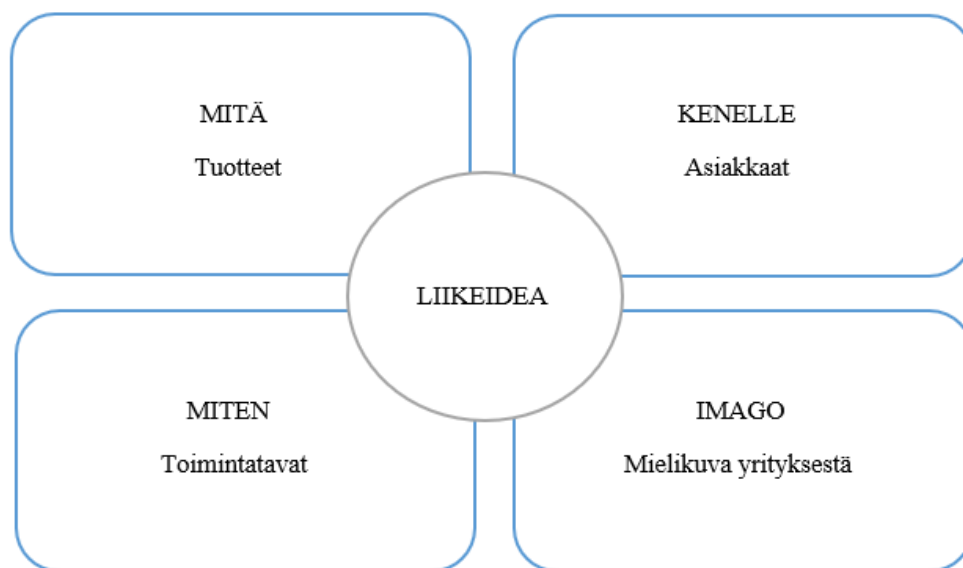 MITÄ
Tuotteet
KENELLE
Asiakkaat
LIIKEIDEA
MITEN
Toimintatavat
IMAGO
Mielikuva yrityksestä